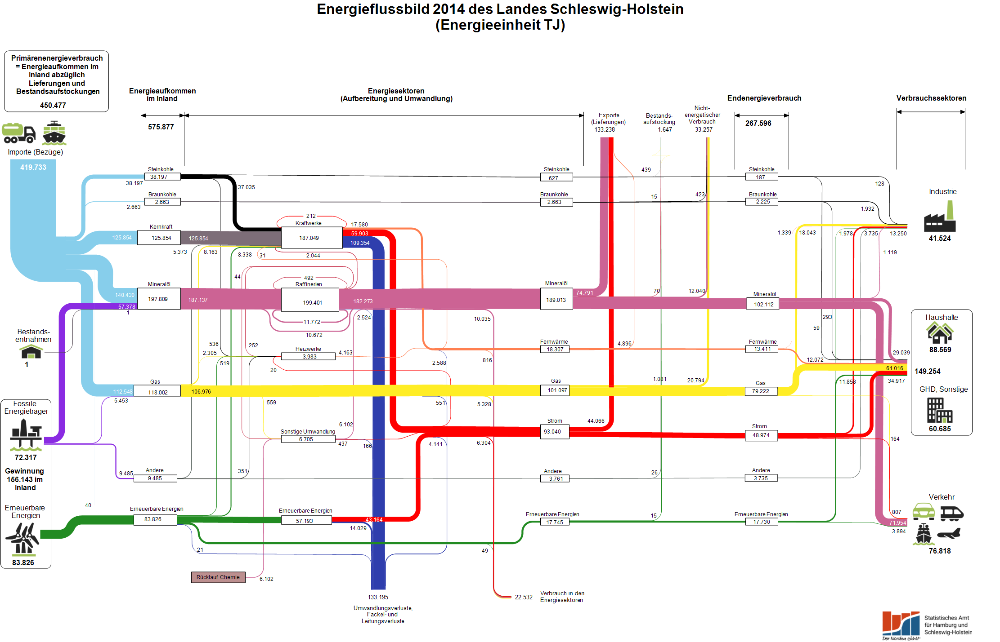 Energieflussbild 2014 des Landes Schleswig-Holstein
(Energieeinheit TJ)
Primärenenergieverbrauch
= Energieaufkommen im
Inland abzüglich
Lieferungen und
Bestandsaufstockungen
450.477
Energieaufkommen
im Inland
575.877
Energiesektoren
(Aufbereitung und Umwandlung)
Exporte
(Lieferungen)
133.238
Bestands-
aufstockung
1.647
Nicht-
energetischer
Verbrauch
33.257
Endenergieverbrauch
267.596
Verbrauchssektoren
Importe (Bezüge)
419.733
Steinkohle
38.197
38.197
37.035
Steinkohle
627
439
Steinkohle
187
128
Braunkohle
2.663
2.663
Braunkohle
2.663
15
423
Braunkohle
2.225
1.932
Industrie
41.524
Kernkraft
125.854
125.854
125.854
5.373
8.163
8.338
31
212
Kraftwerke
187.049
17.580
59.903
109.354
2.044
1.339
18.043
1.978
3.735
13.250
1.119
44
492
Mineralöl
140.430
197.809
187.137
57.378
1
Raffinerien
199.401
182.273
11.772
10.672
2.524
10.035
Mineralöl
189.013
74.791
70
12.040
Mineralöl
102.112
293
59
Haushalte
88.569
29.039
Bestands-
entnahmen
1
536
2.305
519
252
Heizwerke
3.983
4.163
20
2.588
816
Fernwärme
18.307
4.896
Fernwärme
13.411
12.072
61.016
149.254
34.917
11.858
Gas
112.548
118.002
106.976
5.453
559
551
5.328
Gas
101.097
1.081
20.794
Gas
79.222
GHD, Sonstige
60.685
Fossile
Energieträger
72.317
Gewinnung
156.143 im
Inland
Sonstige Umwandlung
6.705
6.102
437
166
4.141
6.304
Strom
93.040
44.066
Strom
48.974
164
Andere
9.485
9.485
351
Andere
3.761
26
Andere
3.735
40
Erneuerbare
Energien
83.826
Erneuerbare Energien
83.826
21
Erneuerbare Energien
57.193
43.164
14.029
49
Erneuerbare Energien
17.745
15
Erneuerbare Energien
17.730
Verkehr
807
71.954
3.894
76.818
Rücklauf Chemie
6.102
133.195
Umwandlungsverluste,
Fackel- und
Leitungsverluste
22.532
Verbrauch in den
Energiesektoren
Der Norden zählt
Statistisches Amt
für Hamburg und
Schleswig-Holstein